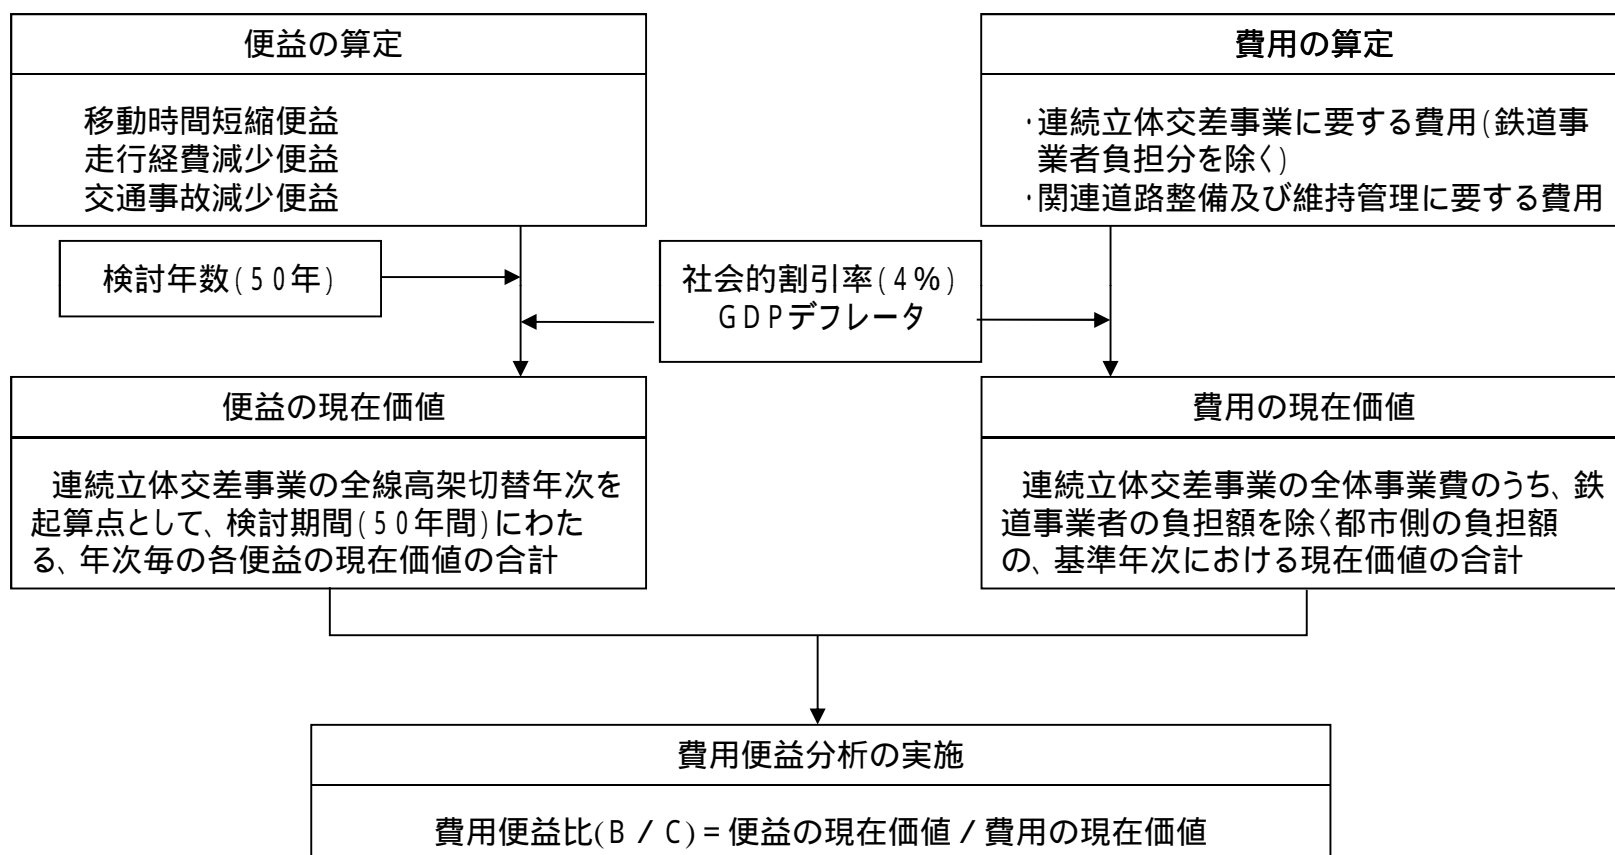 便益の算定
移動時間短縮便益
走行経費減少便益
交通事故減少便益
費用の算定
・連続立体交差事業に要する費用(鉄道事
業者負担分を除く)
・関連道路整備及び維持管理に要する費用
検討年数(50年)
社会的割引率(4%)
GDPデフレータ
便益の現在価値
連続立体交差事業の全線高架切替年次を
起算点として、検討期間(50年間)にわた
る、年次毎の各便益の現在価値の合計
費用の現在価値
連続立体交差事業の全体事業費のうち、鉄
道事業者の負担額を除く都市側の負担額
の、基準年次における現在価値の合計
費用便益分析の実施
費用便益比(B/C)=便益の現在価値/費用の現在価値